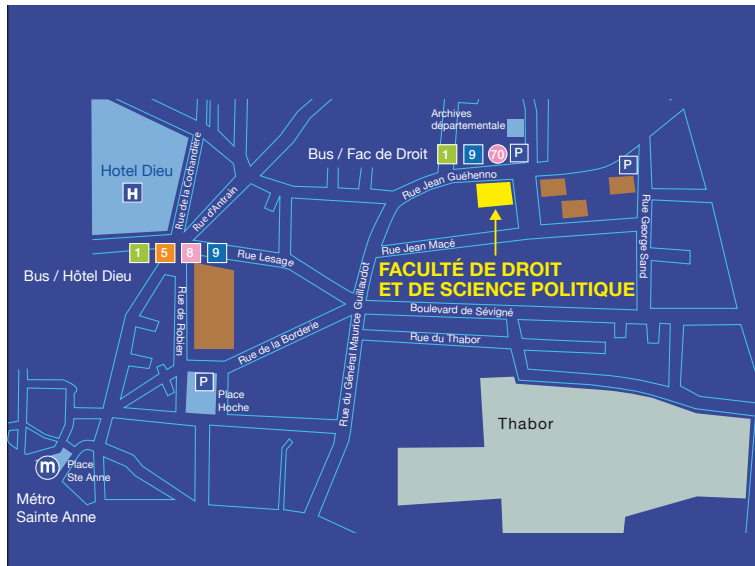 Archives
départementale
Bus / Fac de Droit
1 9 70 P
Hotel Dieu
H
Rue de la Cochardière
Rue d'Antrain
Rue Jean Guéhenno
P
Rue Jean Macé
Rue George Sand
1 5 8 9
Rue Lesage
Bus / Hôtel Dieu
FACULTÉ DE DROIT
ET DE SCIENCE POLITIQUE
Rue de Robien
Rue de la Borderie
Rue du Général Maurice Guillaudot
Boulevard de Sévigné
Rue du Thabor
P
Place
Hoche
Thabor
m
Place
Ste Anne
Métro
Sainte Anne